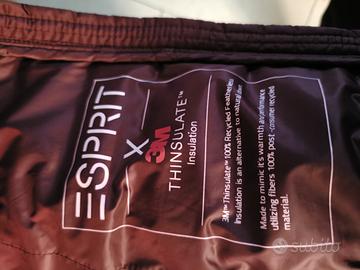 ESPRIT
X
3M
THINSULATE™
Insulation
3M™ Thinsulate™ 100% Recycled Featherless
Insulation is an alternative to natural down
Made to mimic it's warmth and performance
utilizing fibers 100% post-consumer recycled
material.
subito